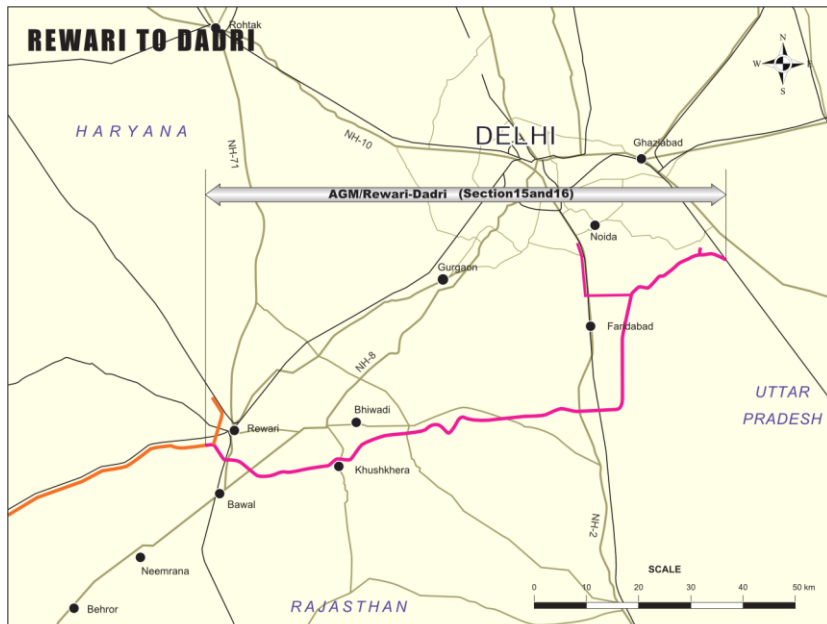 REWARI TO DADRI
Rohtak
N
W
E
S
HARYANA
NH-71
NH-10
DELHI
Ghaziabad
AGM/Rewari-Dadri (Section15and16)
Noida
Gurgaon
Faridabad
NH-8
UTTAR
PRADESH
Bhiwadi
Rewari
Khushkhera
Bawal
NH-2
Neemrana
SCALE
0 10 20 30 40 50 km
Behror
RAJASTHAN